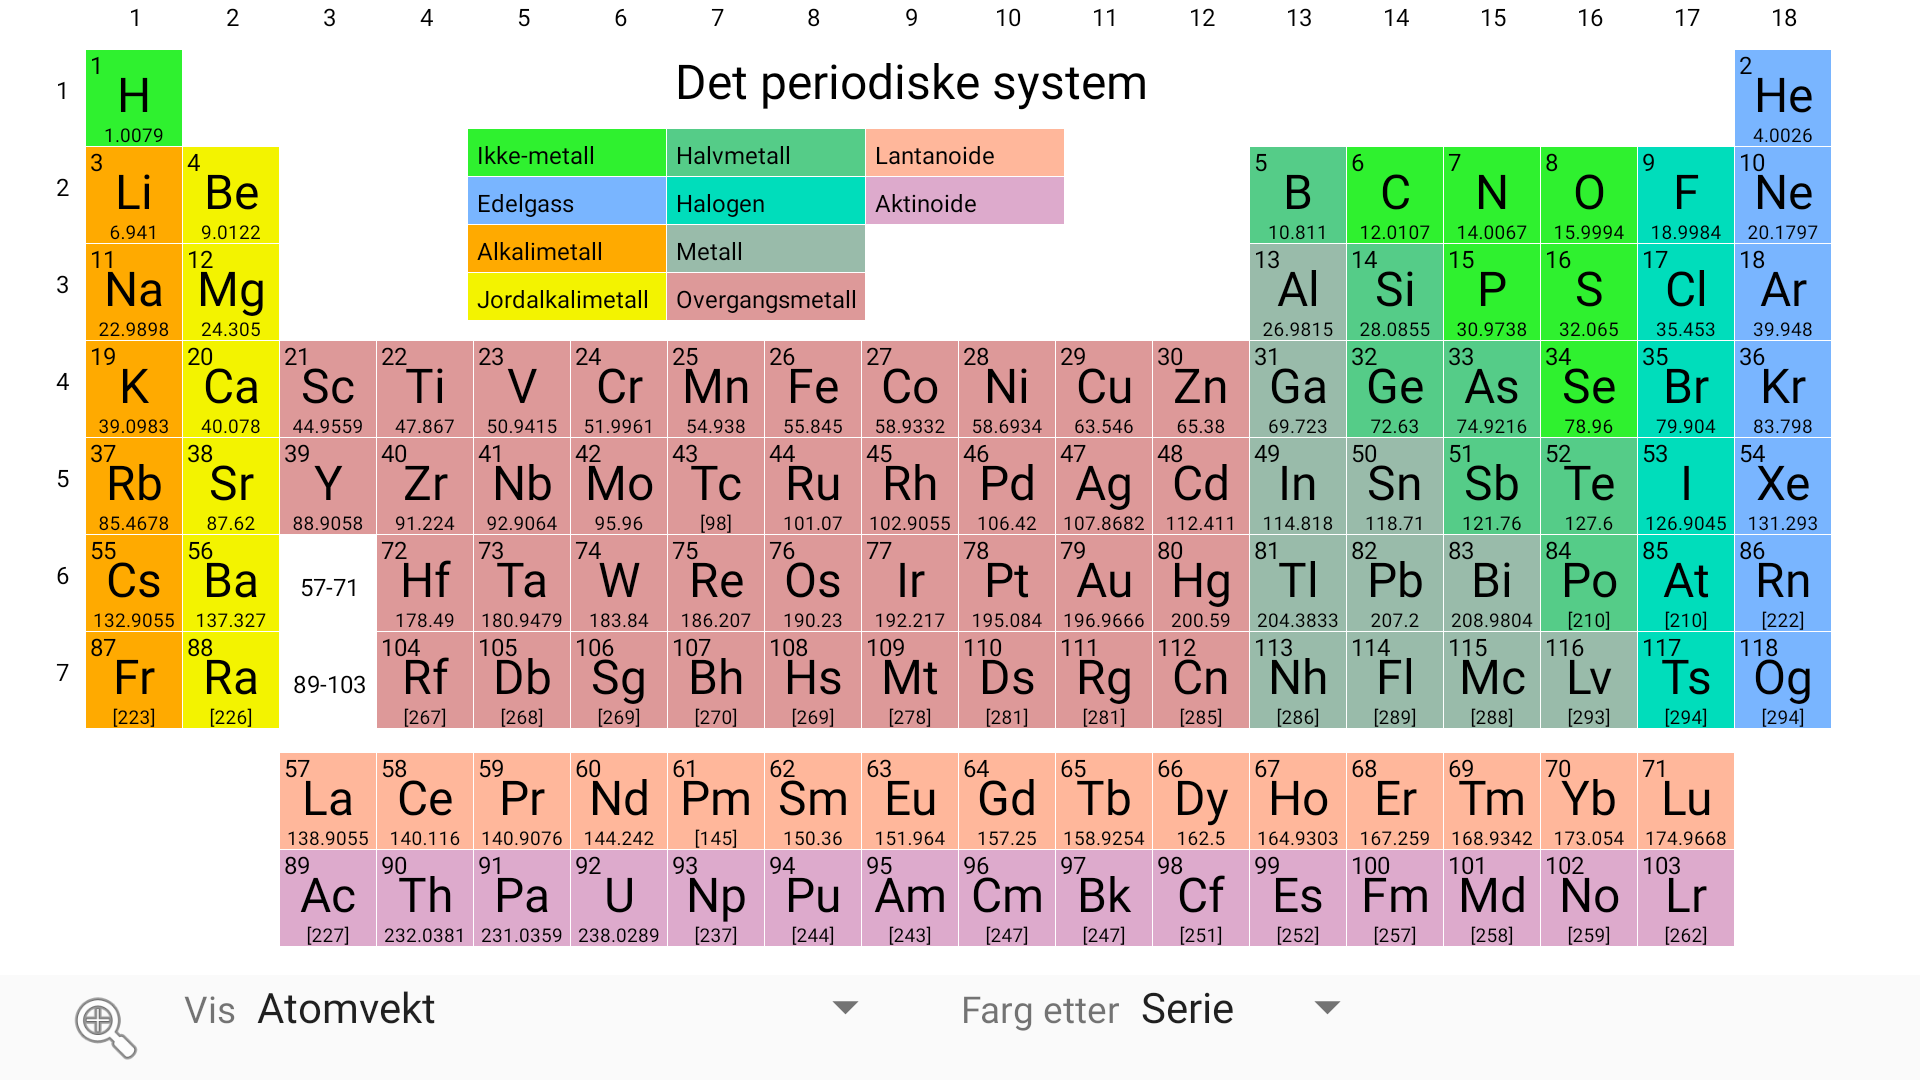 1 2 3 4 5 6 7 8 9 10 11 12 13 14 15 16 17 18
Det periodiske system
1
1 H 1.0079
2 He 4.0026
Ikke-metall Halvmetall Lantanoide
Edelgass Halogen Aktinoide
Alkalimetall Metall
Jordalkalimetall Overgangsmetall
2
3 Li 6.941
4 Be 9.0122
5 B 10.811
6 C 12.0107
7 N 14.0067
8 O 15.9994
9 F 18.9984
10 Ne 20.1797
3
11 Na 22.9898
12 Mg 24.305
13 Al 26.9815
14 Si 28.0855
15 P 30.9738
16 S 32.065
17 Cl 35.453
18 Ar 39.948
4
19 K 39.0983
20 Ca 40.078
21 Sc 44.9559
22 Ti 47.867
23 V 50.9415
24 Cr 51.9961
25 Mn 54.938
26 Fe 55.845
27 Co 58.9332
28 Ni 58.6934
29 Cu 63.546
30 Zn 65.38
31 Ga 69.723
32 Ge 72.63
33 As 74.9216
34 Se 78.96
35 Br 79.904
36 Kr 83.798
5
37 Rb 85.4678
38 Sr 87.62
39 Y 88.9058
40 Zr 91.224
41 Nb 92.9064
42 Mo 95.96
43 Tc [98]
44 Ru 101.07
45 Rh 102.9055
46 Pd 106.42
47 Ag 107.8682
48 Cd 112.411
49 In 114.818
50 Sn 118.71
51 Sb 121.76
52 Te 127.6
53 I 126.9045
54 Xe 131.293
6
55 Cs 132.9055
56 Ba 137.327
57-71
72 Hf 178.49
73 Ta 180.9479
74 W 183.84
75 Re 186.207
76 Os 190.23
77 Ir 192.217
78 Pt 195.084
79 Au 196.9666
80 Hg 200.59
81 Tl 204.3833
82 Pb 207.2
83 Bi 208.9804
84 Po [210]
85 At [210]
86 Rn [222]
7
87 Fr [223]
88 Ra [226]
89-103
104 Rf [267]
105 Db [268]
106 Sg [269]
107 Bh [270]
108 Hs [269]
109 Mt [278]
110 Ds [281]
111 Rg [281]
112 Cn [285]
113 Nh [286]
114 Fl [289]
115 Mc [288]
116 Lv [293]
117 Ts [294]
118 Og [294]
57 La 138.9055
58 Ce 140.116
59 Pr 140.9076
60 Nd 144.242
61 Pm [145]
62 Sm 150.36
63 Eu 151.964
64 Gd 157.25
65 Tb 158.9254
66 Dy 162.5
67 Ho 164.9303
68 Er 167.259
69 Tm 168.9342
70 Yb 173.054
71 Lu 174.9668
89 Ac [227]
90 Th 232.0381
91 Pa 231.0359
92 U 238.0289
93 Np [237]
94 Pu [244]
95 Am [243]
96 Cm [247]
97 Bk [247]
98 Cf [251]
99 Es [252]
100 Fm [257]
101 Md [258]
102 No [259]
103 Lr [262]
Vis Atomvekt Farg etter Serie